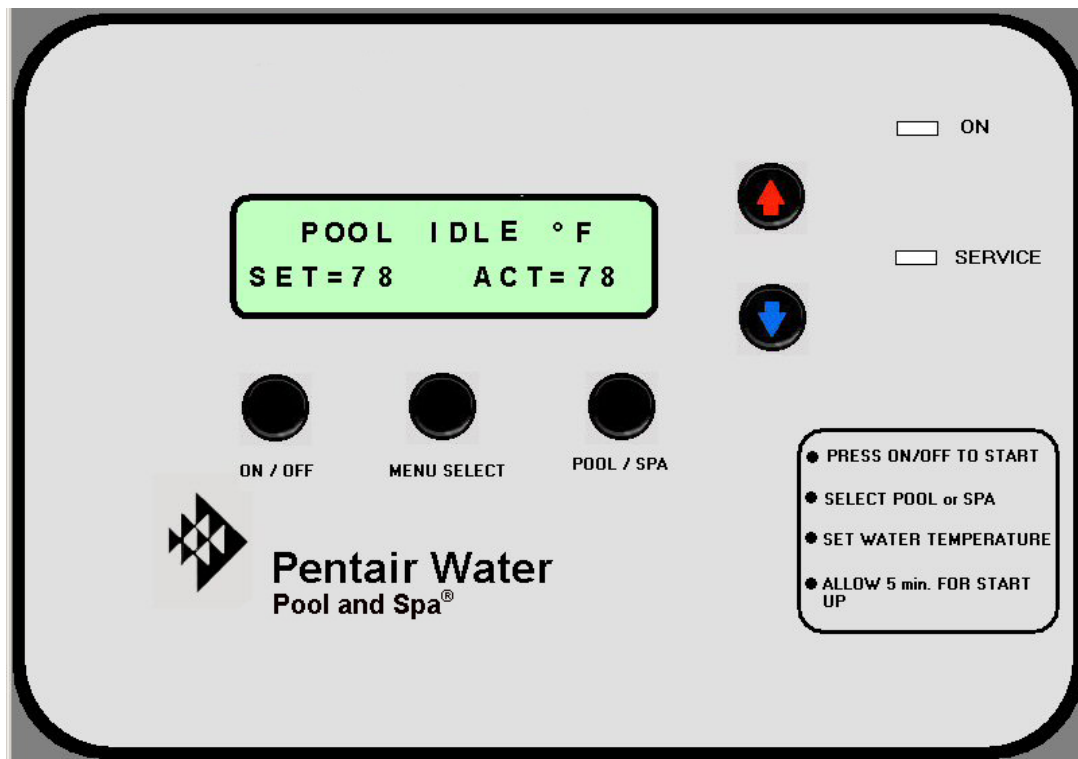 ON
POOL IDLE °F
SET=78 ACT=78
SERVICE
ON / OFF
MENU SELECT
POOL / SPA
PRESS ON/OFF TO START
SELECT POOL or SPA
SET WATER TEMPERATURE
ALLOW 5 min. FOR START
UP
Pentair Water
Pool and Spa®